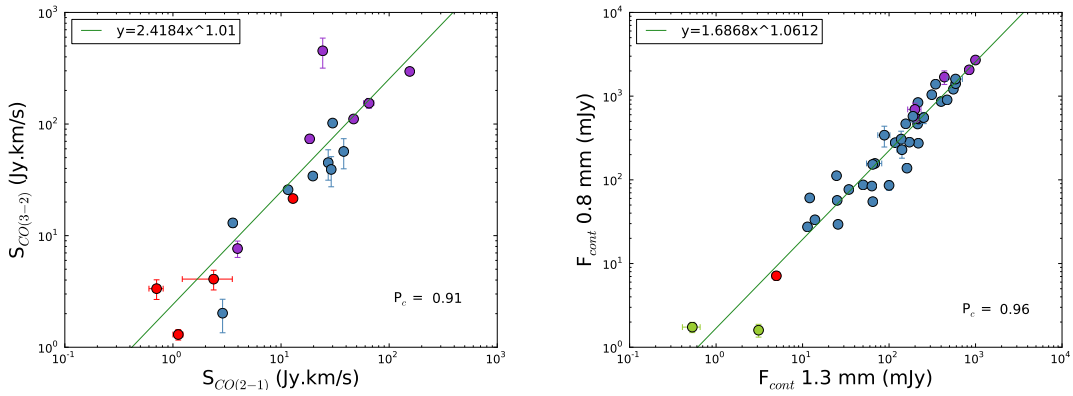 y=2.4184x^1.01
S_CO(3−2) (Jy.km/s)
10^3
10^2
10^1
10^0
P_c = 0.91
10^-1 10^0 10^1 10^2 10^3
S_CO(2−1) (Jy.km/s)
y=1.6868x^1.0612
F_cont 0.8 mm (mJy)
10^4
10^3
10^2
10^1
10^0
P_c = 0.96
10^-1 10^0 10^1 10^2 10^3 10^4
F_cont 1.3 mm (mJy)